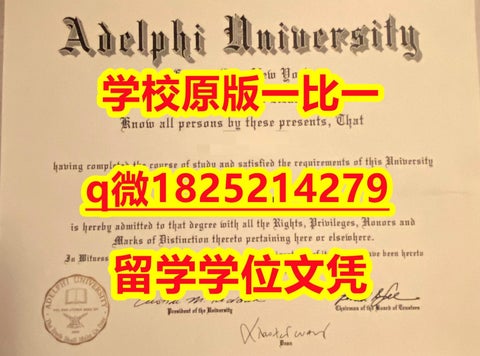 Adelphi University
学校原版一比一
Know all persons by these presents, That
having completed the course of study and satisfied the requirements of this University
q微1825214279
is hereby admitted to that degree with all the Rights, Privileges, Honors and
Marks of Distinction thereto pertaining here or elsewhere.
In Witness have been hereto
留学学位文凭
ADELPHI UNIVERSITY
President of the University
Chairman of the Board of Trustees
Dean